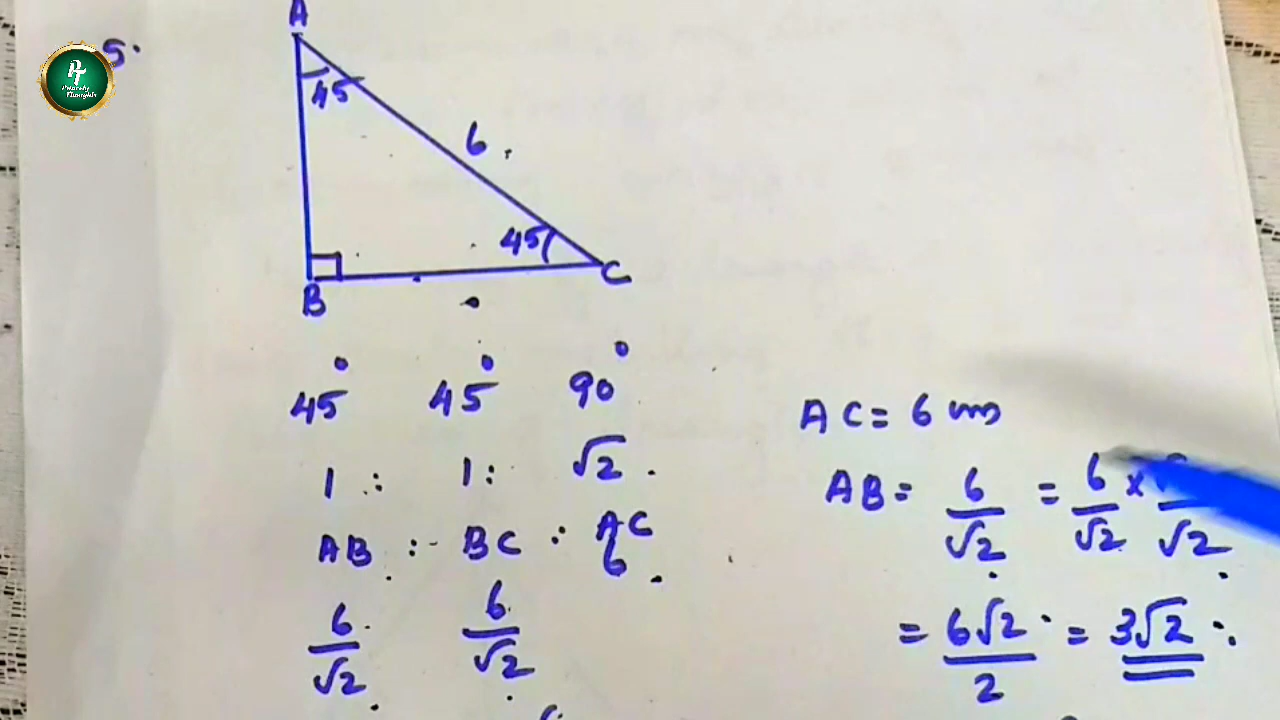 5.
A
45
6
45
B
C
45° 45° 90°
1 : 1 : √2
AB : BC : AC
6
6/√2 6/√2
AC = 6 cm
AB = 6/√2 = 6/√2 × √2/√2
= 6√2/2 = 3√2